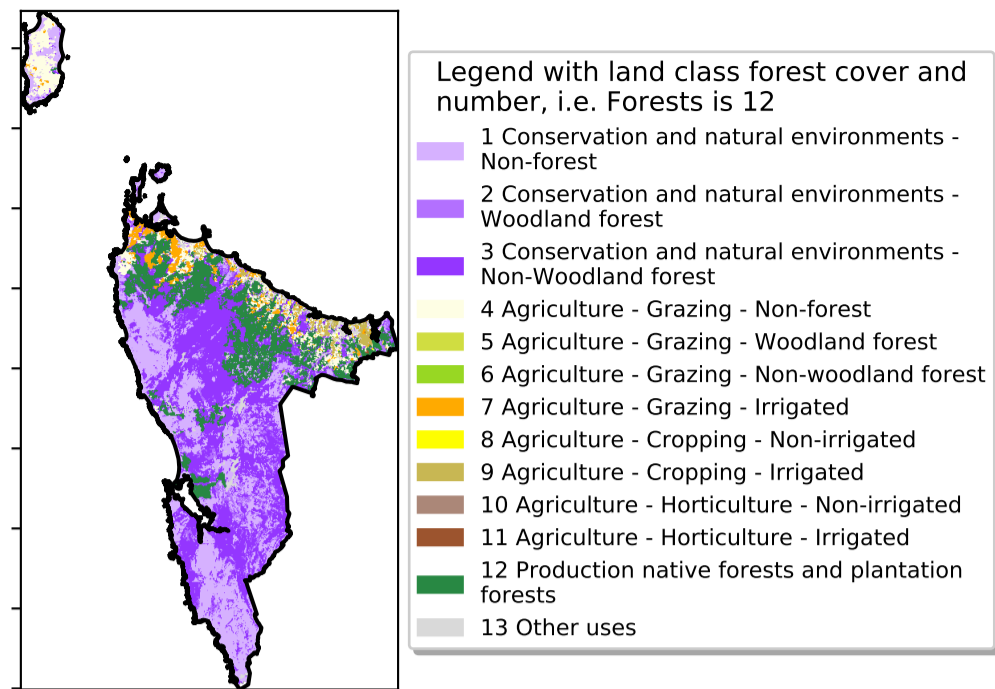 Legend with land class forest cover and
number, i.e. Forests is 12
1 Conservation and natural environments -
Non-forest
2 Conservation and natural environments -
Woodland forest
3 Conservation and natural environments -
Non-Woodland forest
4 Agriculture - Grazing - Non-forest
5 Agriculture - Grazing - Woodland forest
6 Agriculture - Grazing - Non-woodland forest
7 Agriculture - Grazing - Irrigated
8 Agriculture - Cropping - Non-irrigated
9 Agriculture - Cropping - Irrigated
10 Agriculture - Horticulture - Non-irrigated
11 Agriculture - Horticulture - Irrigated
12 Production native forests and plantation
forests
13 Other uses